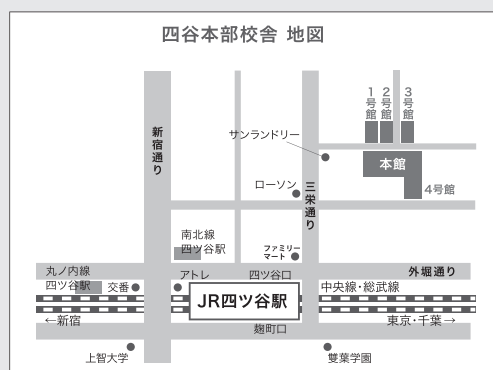 四谷本部校舎 地図
1号館
2号館
3号館
新宿通り
サンランドリー
本館
4号館
ローソン
三栄通り
南北線
四ツ谷駅
ファミリー
マート
丸ノ内線
四ツ谷駅
交番
アトレ
四ツ谷口
外堀通り
中央線・総武線
JR四ツ谷駅
←新宿
東京・千葉→
麹町口
上智大学
雙葉学園